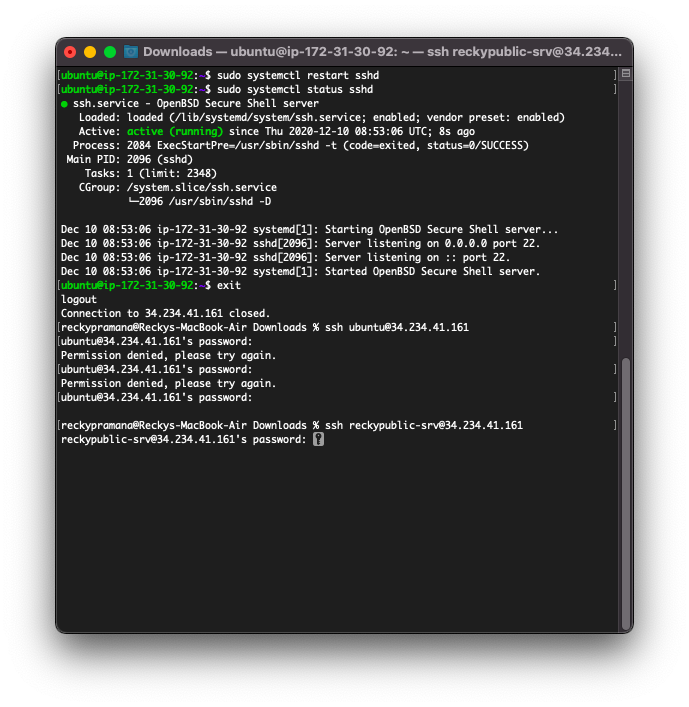 Downloads — ubuntu@ip-172-31-30-92: ~ — ssh reckypublic-srv@34.234...
[ubuntu@ip-172-31-30-92:~$ sudo systemctl restart sshd ]
[ubuntu@ip-172-31-30-92:~$ sudo systemctl status sshd ]
● ssh.service - OpenBSD Secure Shell server
Loaded: loaded (/lib/systemd/system/ssh.service; enabled; vendor preset: enabled)
Active: active (running) since Thu 2020-12-10 08:53:06 UTC; 8s ago
Process: 2084 ExecStartPre=/usr/sbin/sshd -t (code=exited, status=0/SUCCESS)
Main PID: 2096 (sshd)
Tasks: 1 (limit: 2348)
CGroup: /system.slice/ssh.service
└─2096 /usr/sbin/sshd -D
Dec 10 08:53:06 ip-172-31-30-92 systemd[1]: Starting OpenBSD Secure Shell server...
Dec 10 08:53:06 ip-172-31-30-92 sshd[2096]: Server listening on 0.0.0.0 port 22.
Dec 10 08:53:06 ip-172-31-30-92 sshd[2096]: Server listening on :: port 22.
Dec 10 08:53:06 ip-172-31-30-92 systemd[1]: Started OpenBSD Secure Shell server.
[ubuntu@ip-172-31-30-92:~$ exit ]
logout
Connection to 34.234.41.161 closed.
[reckypramana@Reckys-MacBook-Air Downloads % ssh ubuntu@34.234.41.161 ]
[ubuntu@34.234.41.161's password: ]
Permission denied, please try again.
[ubuntu@34.234.41.161's password: ]
Permission denied, please try again.
[ubuntu@34.234.41.161's password: ]
[reckypramana@Reckys-MacBook-Air Downloads % ssh reckypublic-srv@34.234.41.161 ]
reckypublic-srv@34.234.41.161's password: